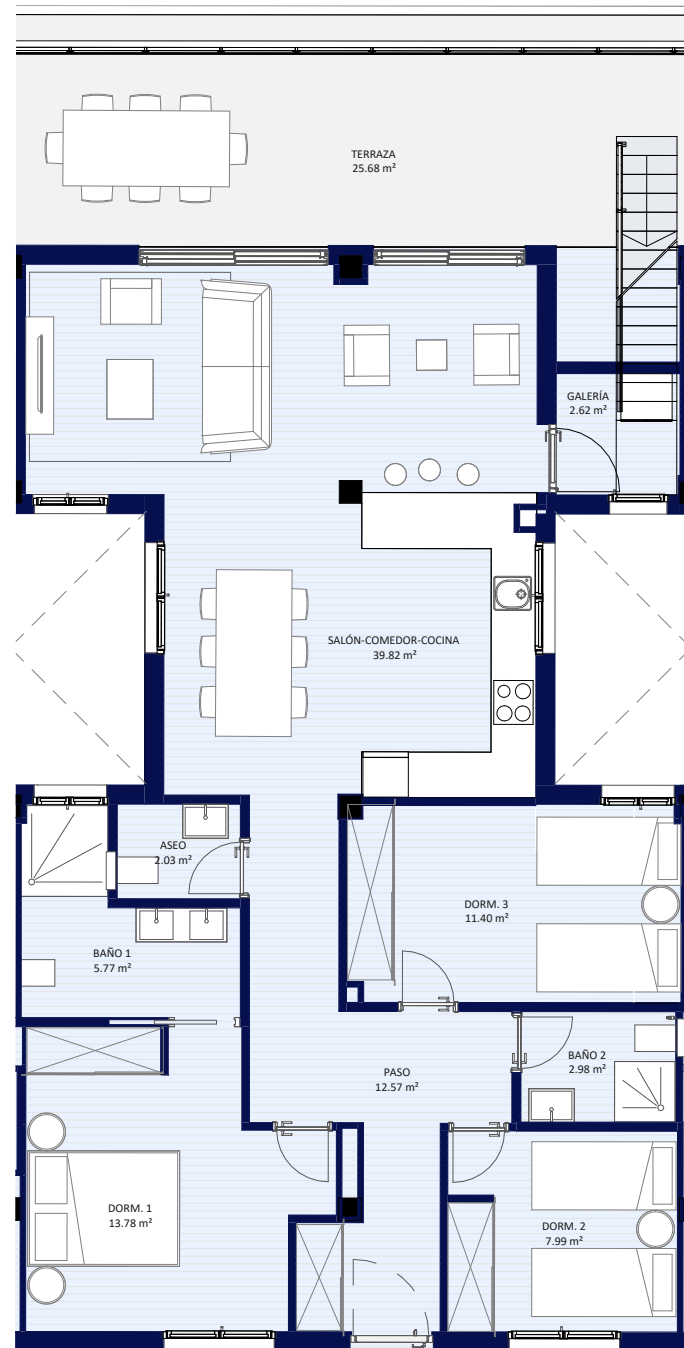 TERRAZA
25.68 m²
GALERÍA
2.62 m²
SALÓN-COMEDOR-COCINA
39.82 m²
ASEO
2.03 m²
DORM. 3
11.40 m²
BAÑO 1
5.77 m²
BAÑO 2
2.98 m²
PASO
12.57 m²
DORM. 1
13.78 m²
DORM. 2
7.99 m²